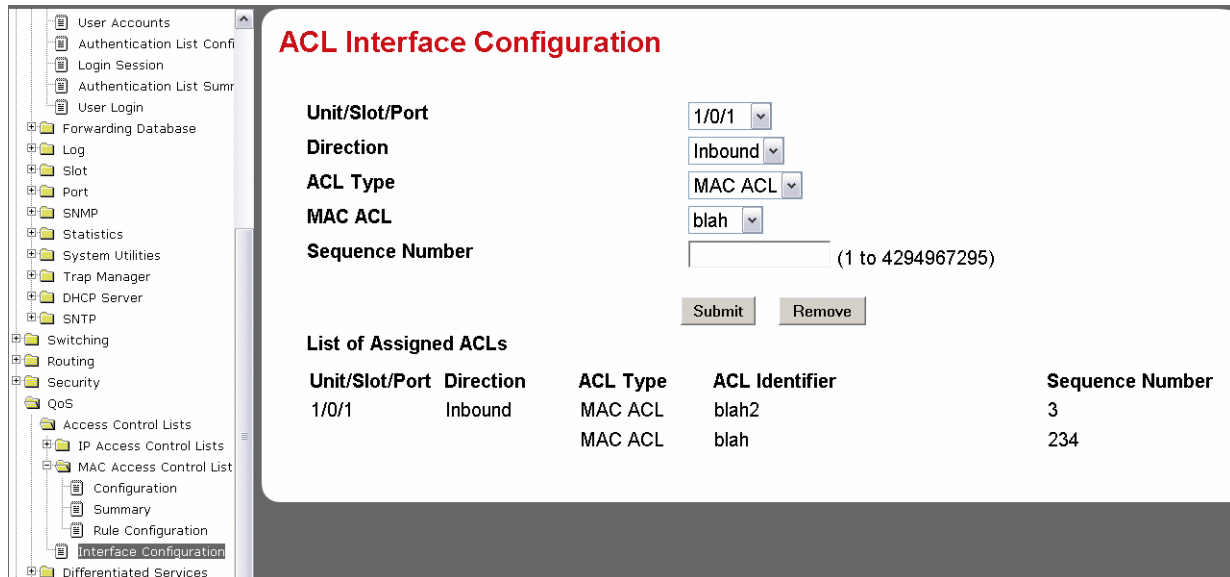 User Accounts
Authentication List Confi
Login Session
Authentication List Sumr
User Login
Forwarding Database
Log
Slot
Port
SNMP
Statistics
System Utilities
Trap Manager
DHCP Server
SNTP
Switching
Routing
Security
QoS
Access Control Lists
IP Access Control Lists
MAC Access Control List
Configuration
Summary
Rule Configuration
Interface Configuration
Differentiated Services
ACL Interface Configuration
Unit/Slot/Port 1/0/1
Direction Inbound
ACL Type MAC ACL
MAC ACL blah
Sequence Number (1 to 4294967295)
Submit Remove
List of Assigned ACLs
Unit/Slot/Port Direction ACL Type ACL Identifier Sequence Number
1/0/1 Inbound MAC ACL blah2 3
MAC ACL blah 234